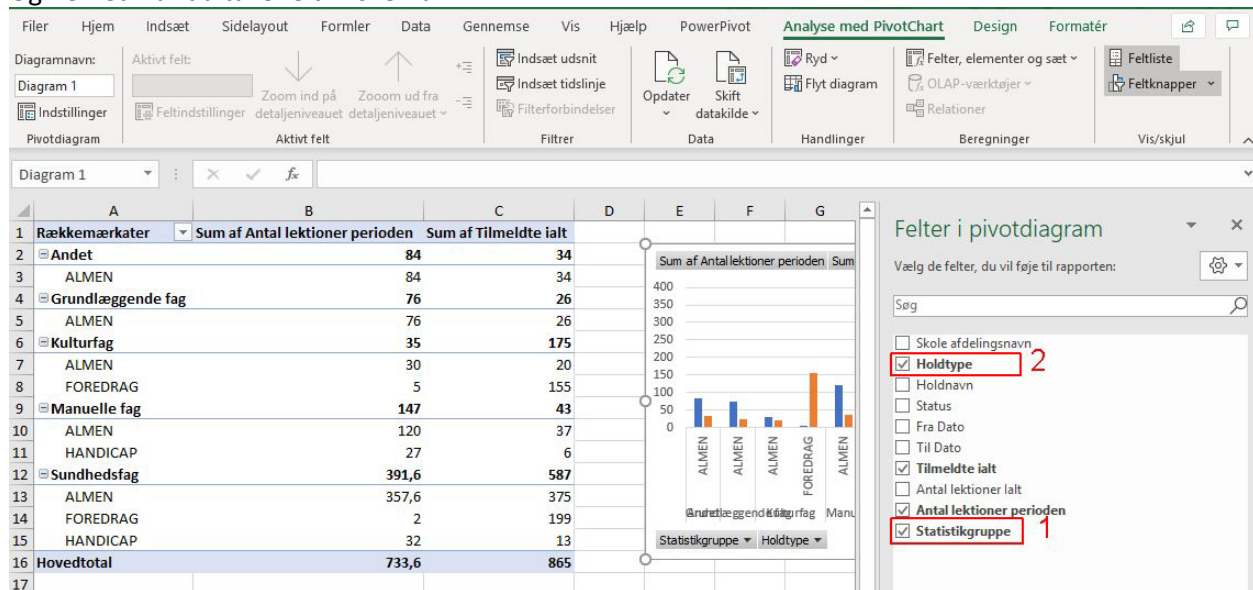 Filer Hjem Indsæt Sidelayout Formler Data Gennemse Vis Hjælp PowerPivot Analyse med PivotChart Design Formatér
Diagramnavn: Aktivt felt:
Diagram 1
Indstillinger Feltindstillinger
Zoom ind på detaljeniveauet
Zooom ud fra detaljeniveauet
Indsæt udsnit
Indsæt tidslinje
Filterforbindelser
Opdater
Skift datakilde
Ryd
Flyt diagram
Felter, elementer og sæt
OLAP-værktøjer
Relationer
Feltliste
Feltknapper
Pivotdiagram Aktivt felt Filtrer Data Handlinger Beregninger Vis/skjul
Diagram 1 fx
A B C D E F G
1 Rækkemærkater Sum af Antal lektioner perioden Sum af Tilmeldte ialt
2 Andet 84 34
3 ALMEN 84 34
4 Grundlæggende fag 76 26
5 ALMEN 76 26
6 Kulturfag 35 175
7 ALMEN 30 20
8 FOREDRAG 5 155
9 Manuelle fag 147 43
10 ALMEN 120 37
11 HANDICAP 27 6
12 Sundhedsfag 391,6 587
13 ALMEN 357,6 375
14 FOREDRAG 2 199
15 HANDICAP 32 13
16 Hovedtotal 733,6 865
17
Sum af Antal lektioner perioden Sum
400
350
300
250
200
150
100
50
0
ALMEN ALMEN ALMEN FOREDRAG ALMEN
Manu
Statistikgruppe Holdtype
Felter i pivotdiagram
Vælg de felter, du vil føje til rapporten:
Søg
Skole afdelingsnavn
Holdtype 2
Holdnavn
Status
Fra Dato
Til Dato
Tilmeldte ialt
Antal lektioner Ialt
Antal lektioner perioden
Statistikgruppe 1